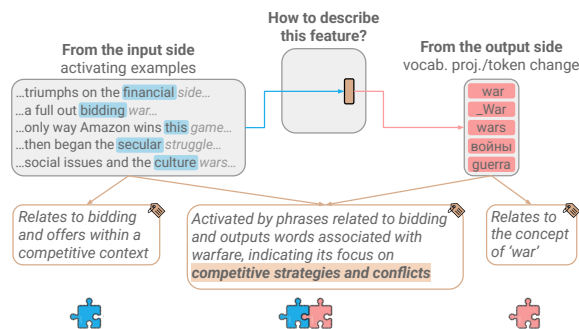 How to describe
this feature?
From the input side
activating examples
From the output side
vocab. proj./token change
...triumphs on the financial side...
...a full out bidding war...
...only way Amazon wins this game...
...then began the secular struggle...
...social issues and the culture wars...
war
_War
wars
войны
guerra
Relates to bidding
and offers within a
competitive context
Activated by phrases related to bidding
and outputs words associated with
warfare, indicating its focus on
competitive strategies and conflicts
Relates to
the concept
of ‘war’